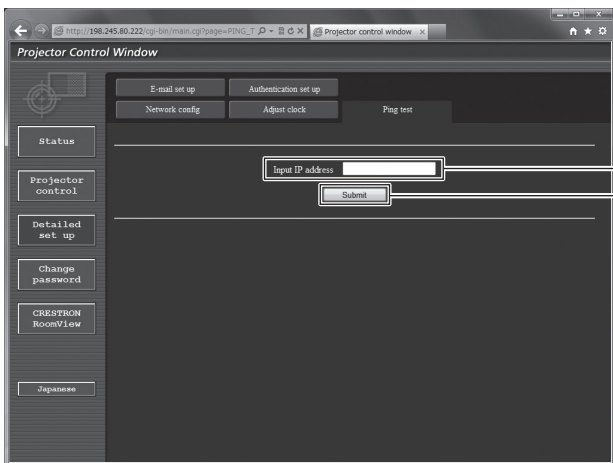 http://198.245.80.222/cgi-bin/main.cgi?page=PING_T
Projector control window
Projector Control Window
E-mail set up
Authentication set up
Network config
Adjust clock
Ping test
Status
Input IP address
Submit
Projector
control
Detailed
set up
Change
password
CRESTRON
RoomView
Japanese